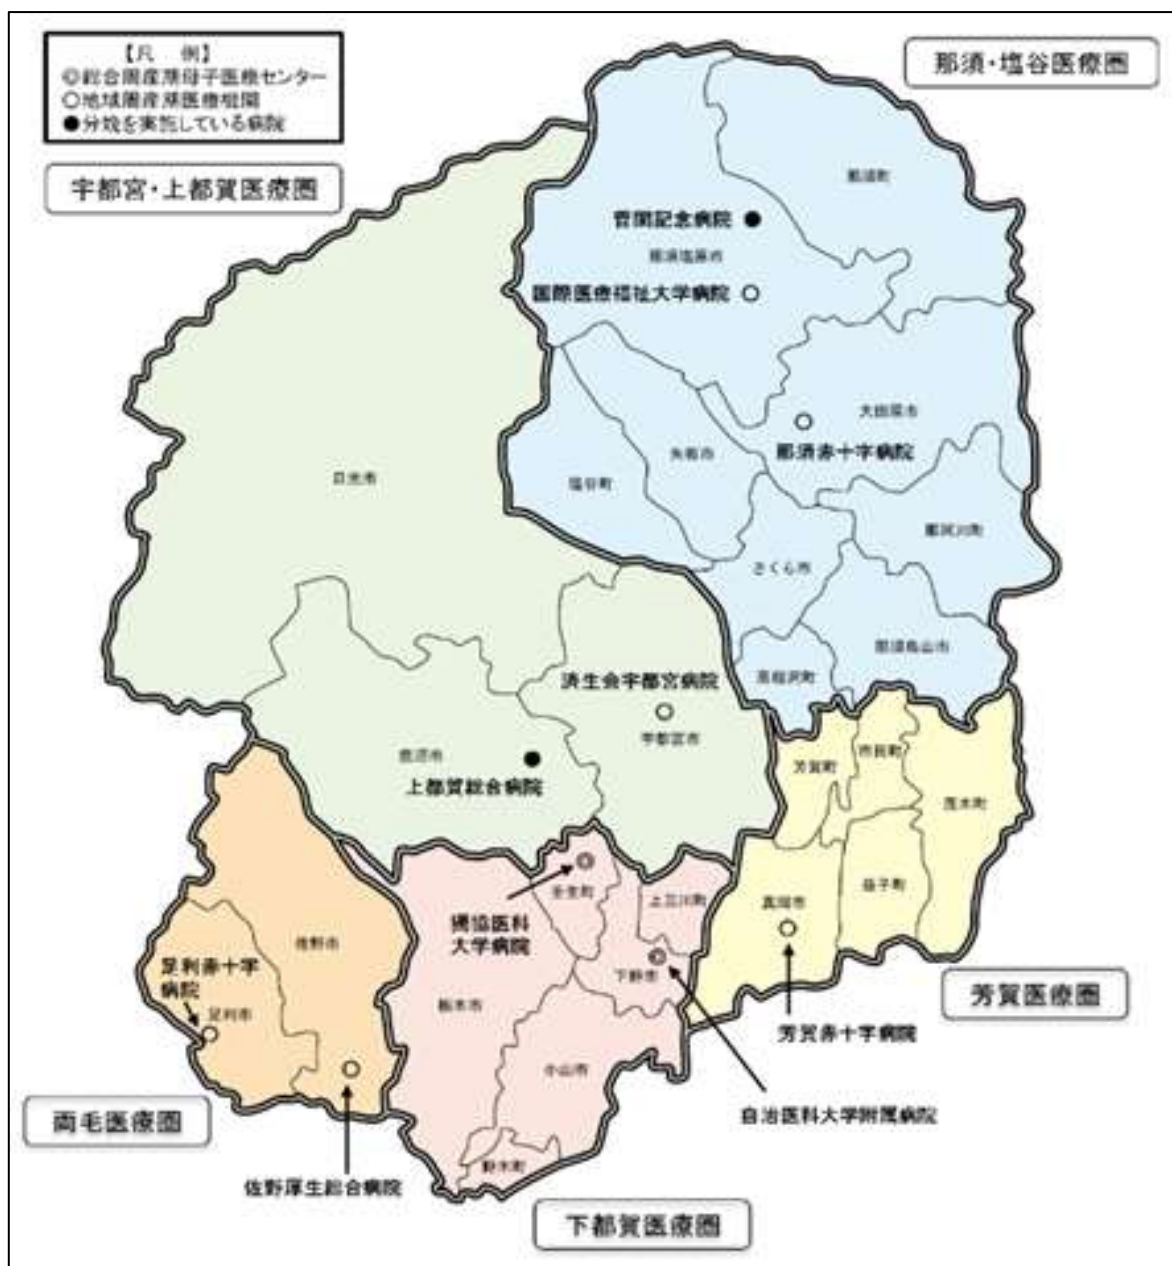 【凡 例】
◎総合周産期母子医療センター
○地域周産期医療機関
●分娩を実施している病院
宇都宮・上都賀医療圏
那須・塩谷医療圏
那須町
菅間記念病院
那須塩原市
国際医療福祉大学病院
大田原市
那須赤十字病院
矢板市
塩谷町
日光市
那珂川町
さくら市
那須烏山市
高根沢町
済生会宇都宮病院
宇都宮市
鹿沼市
上都賀総合病院
芳賀町
市貝町
茂木町
益子町
真岡市
壬生町
上三川町
獨協医科
大学病院
下野市
栃木市
佐野市
足利赤十字
病院
足利市
小山市
野木町
芳賀医療圏
芳賀赤十字病院
自治医科大学附属病院
両毛医療圏
佐野厚生総合病院
下都賀医療圏